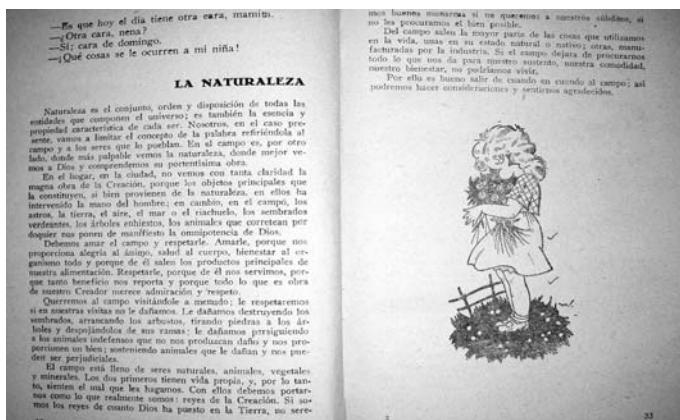 —Es que hoy el día tiene otra cara, mamita.
—¿Otra cara, nena?
—Sí; cara de domingo.
—¡Qué cosas se le ocurren a mi niña!
LA NATURALEZA
Naturaleza es el conjunto, orden y disposición de todas las
entidades que componen el universo; es también la esencia y
propiedad característica de cada ser. Nosotros, en el caso pre-
sente, vamos a limitar el concepto de la palabra refiriéndola al
campo y a los seres que lo pueblan. En el campo es, por otro
lado, donde más palpable vemos la naturaleza, donde mejor ve-
mos a Dios y comprendemos su portentísima obra.
En el hogar, en la ciudad, no vemos con tanta claridad la
magna obra de la Creación, porque los objetos principales que
la constituyen, si bien provienen de la naturaleza, en ellos ha
intervenido la mano del hombre; en cambio, en el campo, los
astros, la tierra, el aire, el mar o el riachuelo, los sembrados
verdeantes, los árboles enhiestos, los animales que corretean por
doquier nos ponen de manifiesto la omnipotencia de Dios.
Debemos amar el campo y respetarle. Amarle, porque nos
proporciona alegría al ánimo, salud al cuerpo, bienestar al or-
ganismo todo y porque de él salen los productos principales de
nuestra alimentación. Respetarle, porque de él nos servimos, por-
que tanto beneficio nos reporta y porque todo lo que es obra
de nuestro Creador merece admiración y respeto.
Querremos al campo visitándole a menudo; le respetaremos
si en nuestras visitas no le dañamos. Le dañamos destruyendo los
sembrados, arrancando los arbustos, tirando piedras a los ár-
boles y despojándolos de sus ramas; le dañamos persiguiendo
a los animales indefensos que no nos produzcan daño y nos pro-
porcionen un bien; sosteniendo animales que le dañan y nos pue-
den ser perjudiciales.
El campo está lleno de seres naturales, animales, vegetales
y minerales. Los dos primeros tienen vida propia, y, por lo tan-
to, sienten el mal que les hagamos. Con ellos debemos portar-
nos como lo que realmente somos: reyes de la Creación. Si so-
mos los reyes de cuanto Dios ha puesto en la Tierra, no sere-
mos buenos monarcas si no queremos a nuestros súbditos, si
no les procuramos el bien posible.
Del campo salen la mayor parte de las cosas que utilizamos
en la vida, unas en su estado natural o nativo; otras, manu-
facturadas por la industria. Si el campo dejara de procurarnos
todo lo que nos da para nuestro sustento, nuestra comodidad,
nuestro bienestar, no podríamos vivir.
Por ello es bueno salir de cuando en cuando al campo; así
podremos hacer consideraciones y sentirnos agradecidos.
33